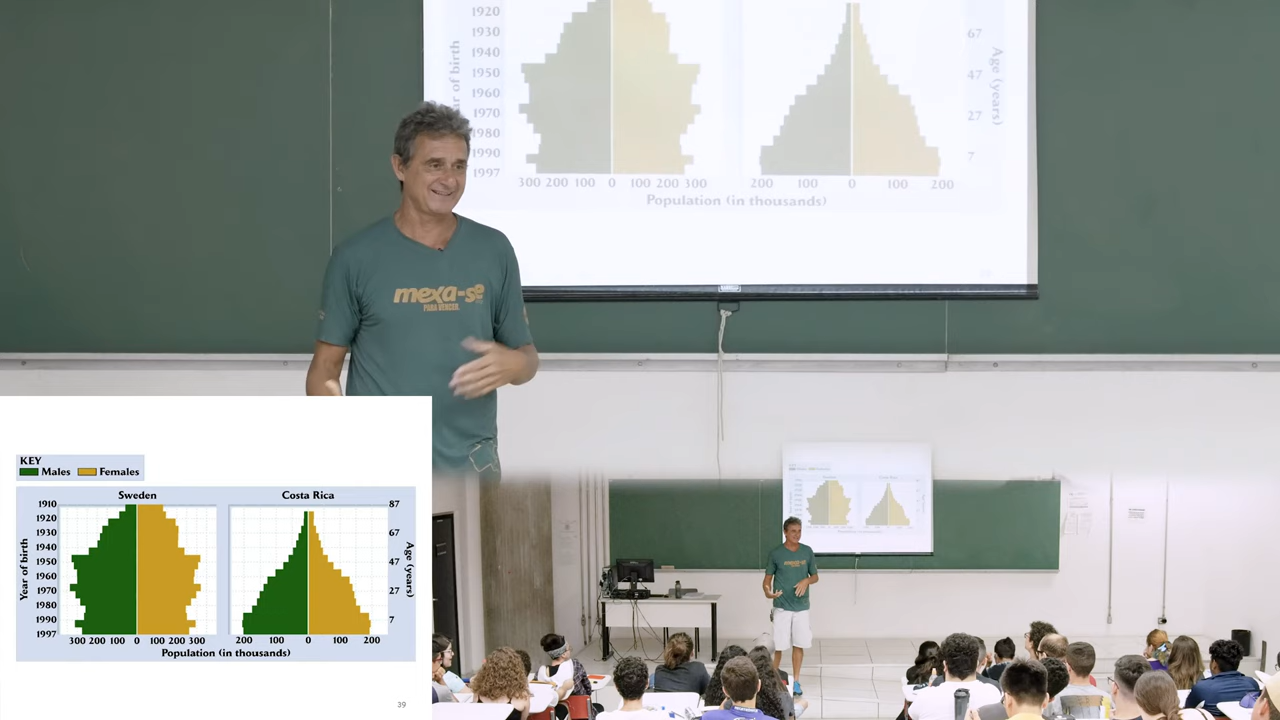 1920
1930
1940
1950
1960
1970
1980
1990
1997
ar of birth
67
47
27
7
Age (years)
300 200 100 0 100 200 300
200 100 0 100 200
Population (in thousands)
mexa-se
PARA VENCER
KEY
Males Females
Sweden Costa Rica
1910
1920
1930
1940
1950
1960
1970
1980
1990
1997
Year of birth
87
67
47
27
7
Age (years)
300 200 100 0 100 200 300
200 100 0 100 200
Population (in thousands)
39